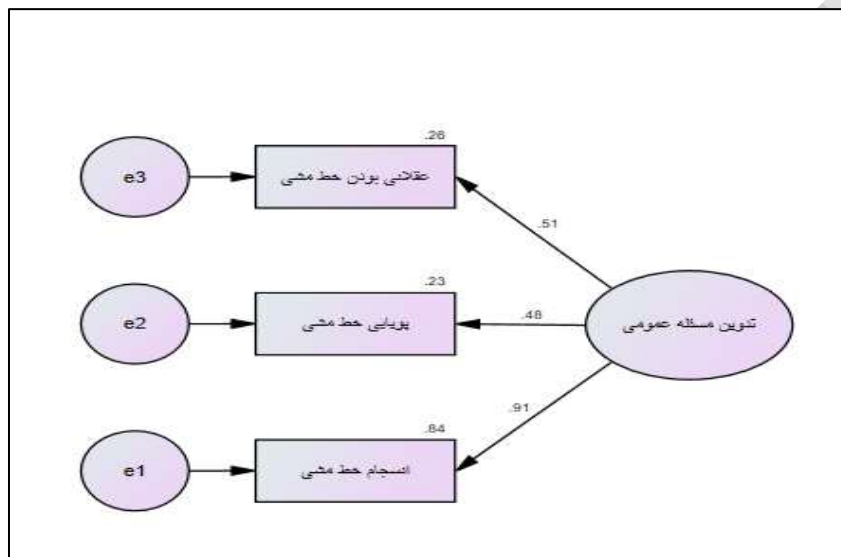 .26
e3
عقلانی بودن خط مشی
.51
.23
e2
پویایی خط مشی
.48
تدوین مسئله عمومی
.91
.84
e1
انسجام خط مشی